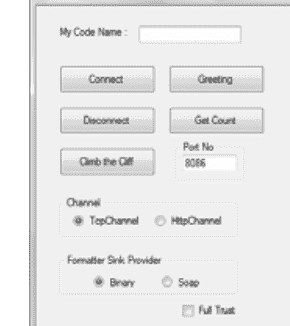 My Code Name :
Connect Greeting
Disconnect Get Count
Climb the Cliff Port No
8086
Channel
TcpChannel HttpChannel
Formatter Sink Provider
Binary Soap
Full Trust